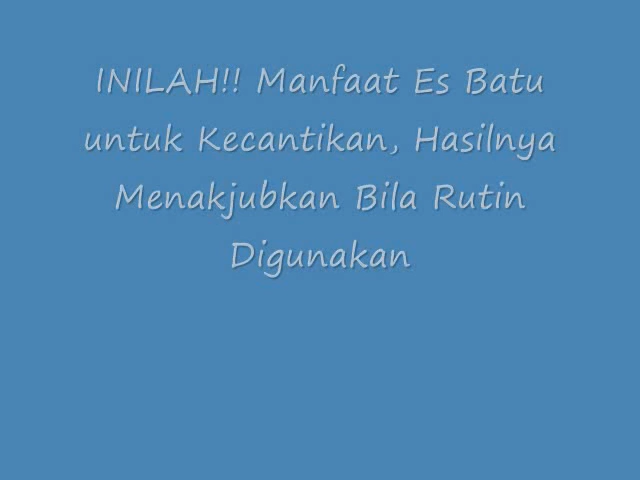 INILAH!! Manfaat Es Batu
untuk Kecantikan, Hasilnya
Menakjubkan Bila Rutin
Digunakan